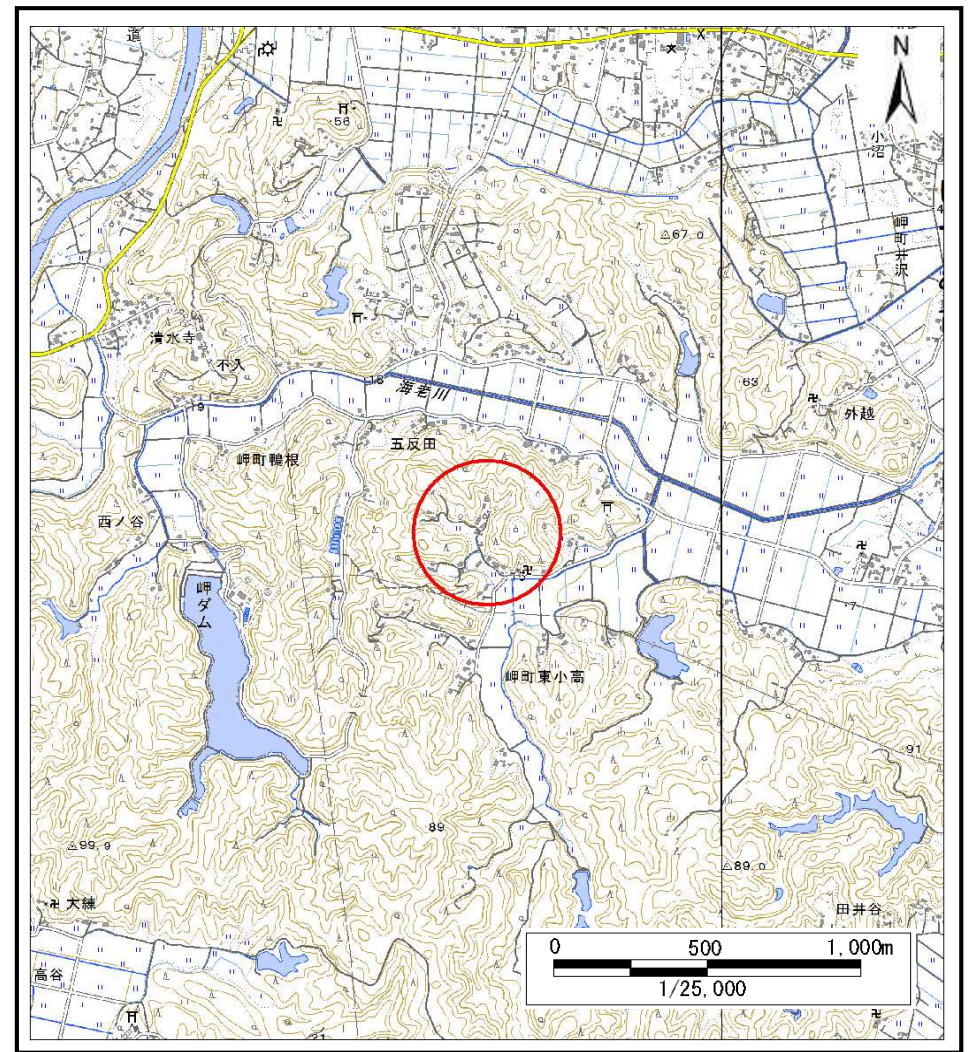 道
N
56
小沼
67.0
岬町井沢
清水寺
不入
18
海老川
9
63
外越
五反田
岬町鴨根
西ノ谷
岬ダム
7
岬町東小高
91
89
99.9
89.0
大練
田井谷
高谷
0 500 1,000m
1/25,000